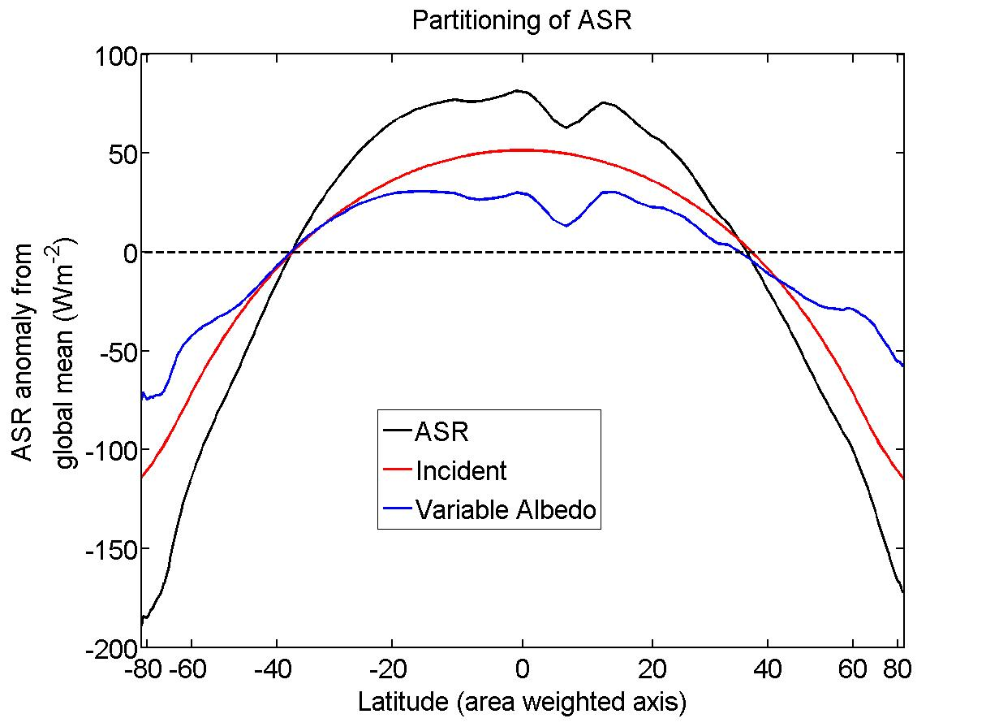 Partitioning of ASR
100
50
0
-50
-100
-150
-200
ASR anomaly from
global mean (Wm-2)
ASR
Incident
Variable Albedo
-80 -60 -40 -20 0 20 40 60 80
Latitude (area weighted axis)